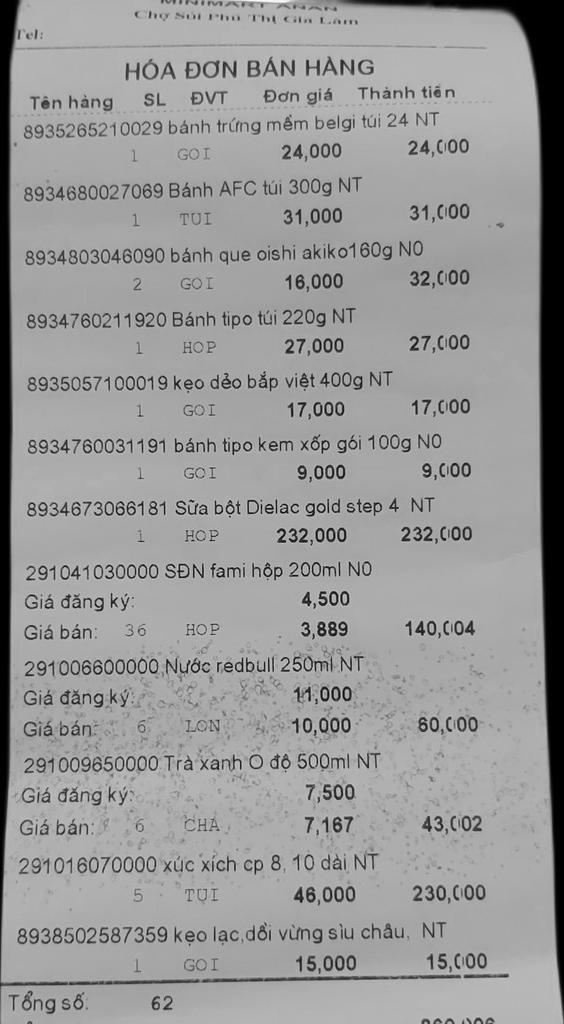 MINIMART ANAN
Chợ Sủi Phú Thị Gia Lâm
Tel:
HÓA ĐƠN BÁN HÀNG
Tên hàng SL ĐVT Đơn giá Thành tiền
8935265210029 bánh trứng mềm belgi túi 24 NT
1 GOI 24,000 24,000
8934680027069 Bánh AFC túi 300g NT
1 TUI 31,000 31,000
8934803046090 bánh que oishi akiko160g N0
2 GOI 16,000 32,000
8934760211920 Bánh tipo túi 220g NT
1 HOP 27,000 27,000
8935057100019 kẹo dẻo bắp việt 400g NT
1 GOI 17,000 17,000
8934760031191 bánh tipo kem xốp gói 100g N0
1 GOI 9,000 9,000
8934673066181 Sữa bột Dielac gold step 4 NT
1 HOP 232,000 232,000
291041030000 SĐN fami hộp 200ml N0
Giá đăng ký: 4,500
Giá bán: 36 HOP 3,889 140,004
291006600000 Nước redbull 250ml NT
Giá đăng ký: 11,000
Giá bán: 6 LON 10,000 60,000
291009650000 Trà xanh O độ 500ml NT
Giá đăng ký: 7,500
Giá bán: 6 CHA 7,167 43,002
291016070000 xúc xích cp 8, 10 dài NT
5 TUI 46,000 230,000
8938502587359 kẹo lạc,dồi vừng sìu châu, NT
1 GOI 15,000 15,000
Tổng số: 62